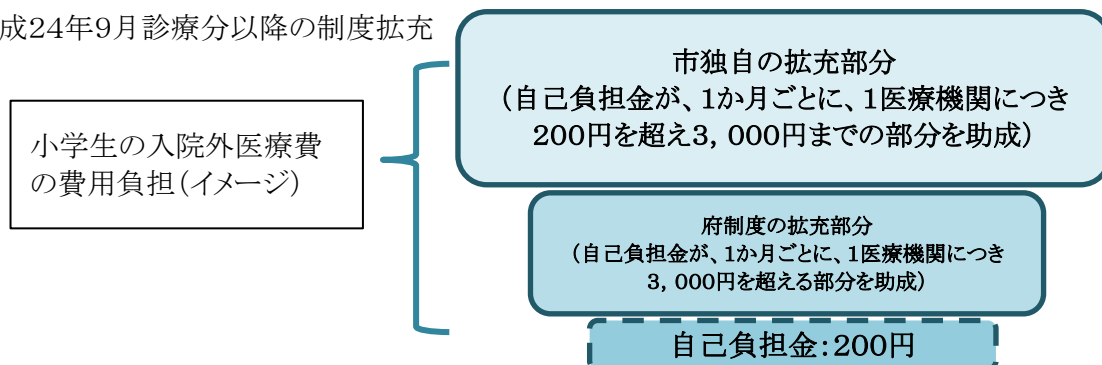 成24年9月診療分以降の制度拡充
市独自の拡充部分
（自己負担金が、1か月ごとに、1医療機関につき
200円を超え3，000円までの部分を助成）
小学生の入院外医療費
の費用負担（イメージ）
府制度の拡充部分
（自己負担金が、1か月ごとに、1医療機関につき
3，000円を超える部分を助成）
自己負担金：200円